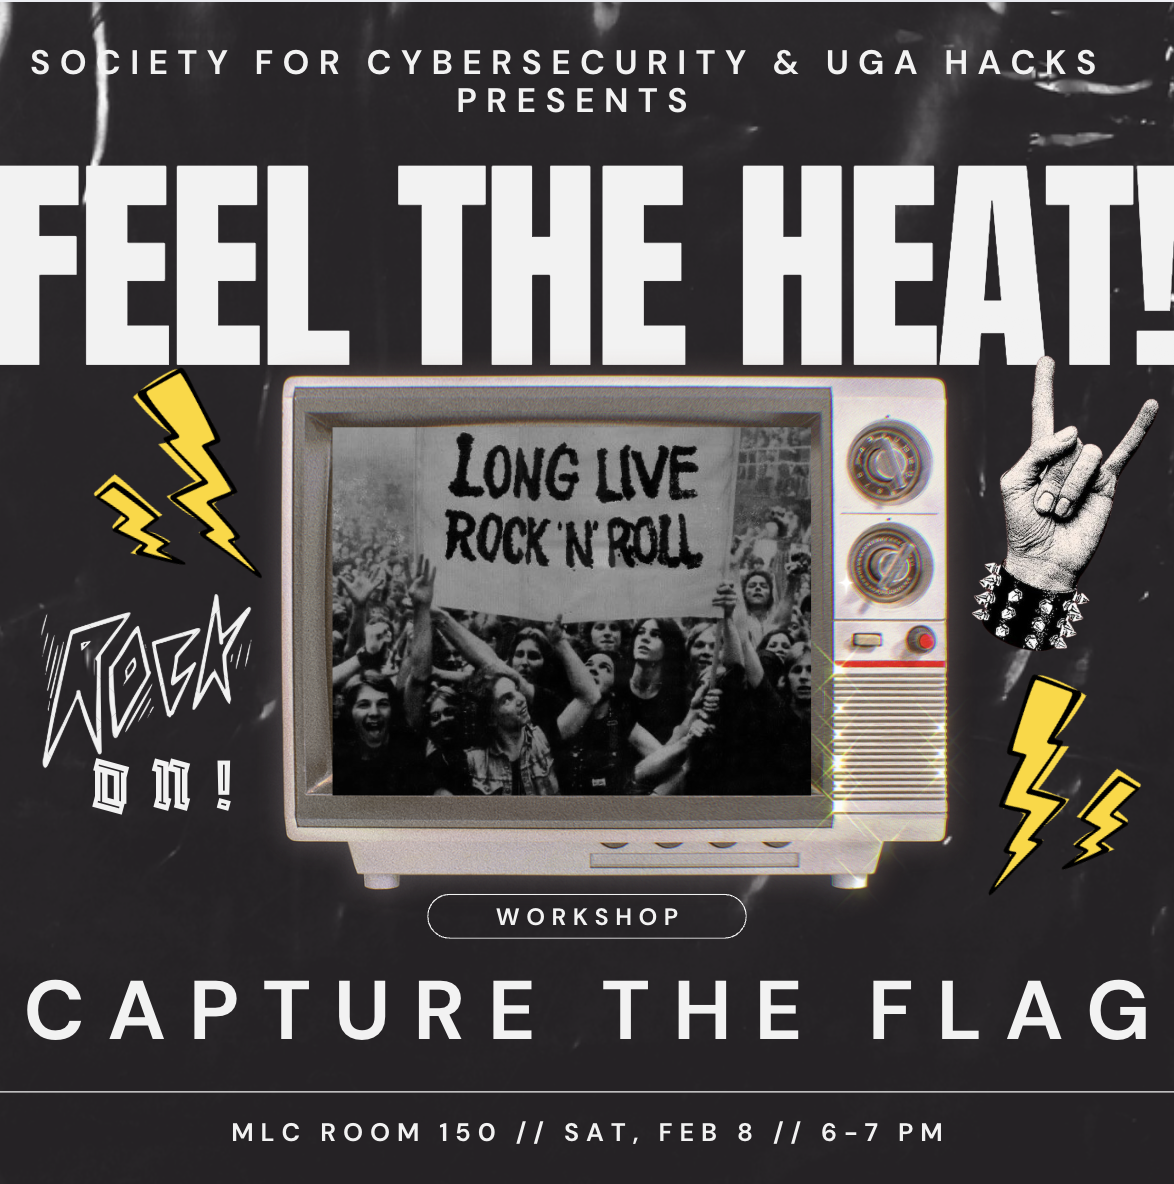 SOCIETY FOR CYBERSECURITY & UGA HACKS
PRESENTS
FEEL THE HEAT!
LONG LIVE
ROCK 'N' ROLL
ROCK
on!
WORKSHOP
CAPTURE THE FLAG
MLC ROOM 150 // SAT, FEB 8 // 6-7 PM